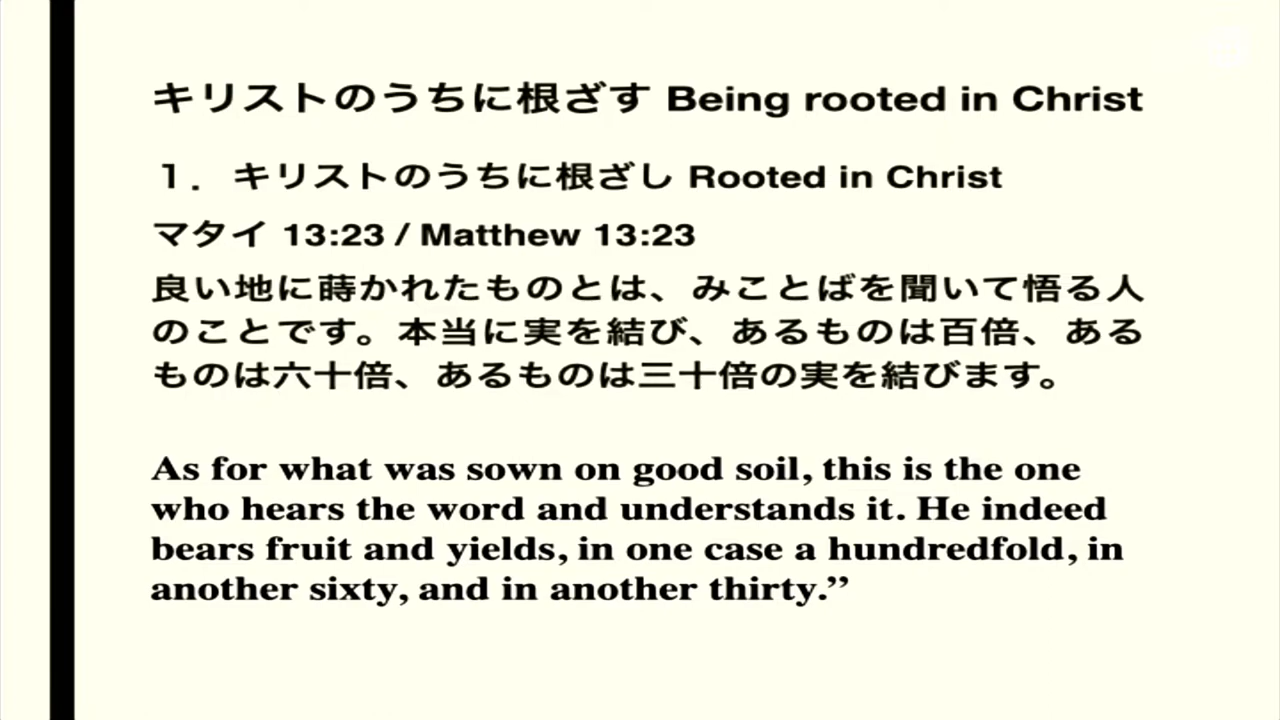 キリストのうちに根ざす Being rooted in Christ
１．キリストのうちに根ざし Rooted in Christ
マタイ 13:23 / Matthew 13:23
良い地に蒔かれたものとは、みことばを聞いて悟る人
のことです。本当に実を結び、あるものは百倍、ある
ものは六十倍、あるものは三十倍の実を結びます。
As for what was sown on good soil, this is the one
who hears the word and understands it. He indeed
bears fruit and yields, in one case a hundredfold, in
another sixty, and in another thirty.”